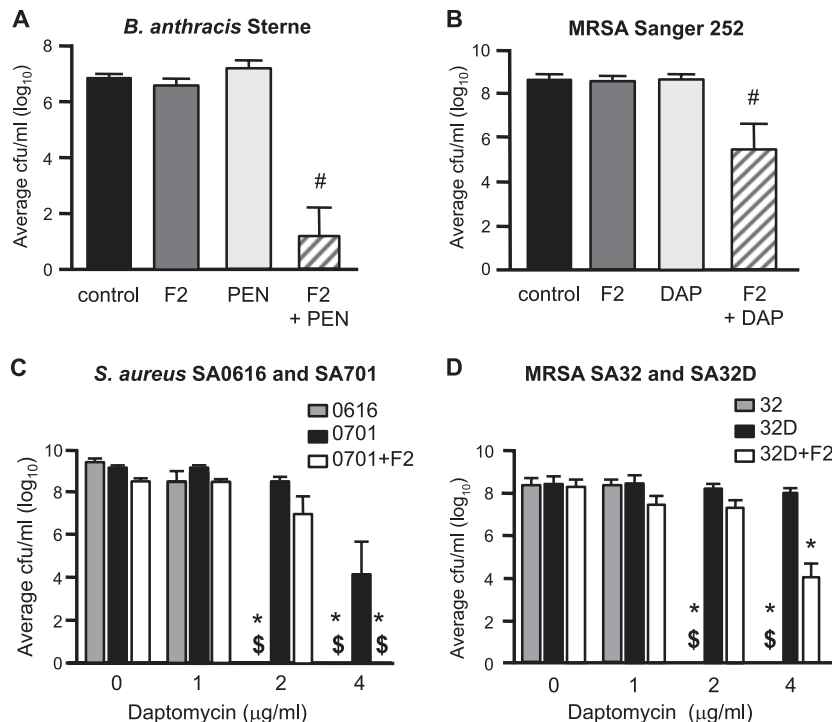 A
B. anthracis Sterne
Average cfu/ml (log10)
8
6
4
2
0
#
control F2 PEN F2
+ PEN
B
MRSA Sanger 252
Average cfu/ml (log10)
10
8
6
4
2
0
#
control F2 DAP F2
+ DAP
C
S. aureus SA0616 and SA701
0616
0701
0701+F2
Average cfu/ml (log10)
10
8
6
4
2
0
* * *
$ $ $
0 1 2 4
Daptomycin (μg/ml)
D
MRSA SA32 and SA32D
32
32D
32D+F2
Average cfu/ml (log10)
10
8
6
4
2
0
*
* *
$ $
0 1 2 4
Daptomycin (μg/ml)